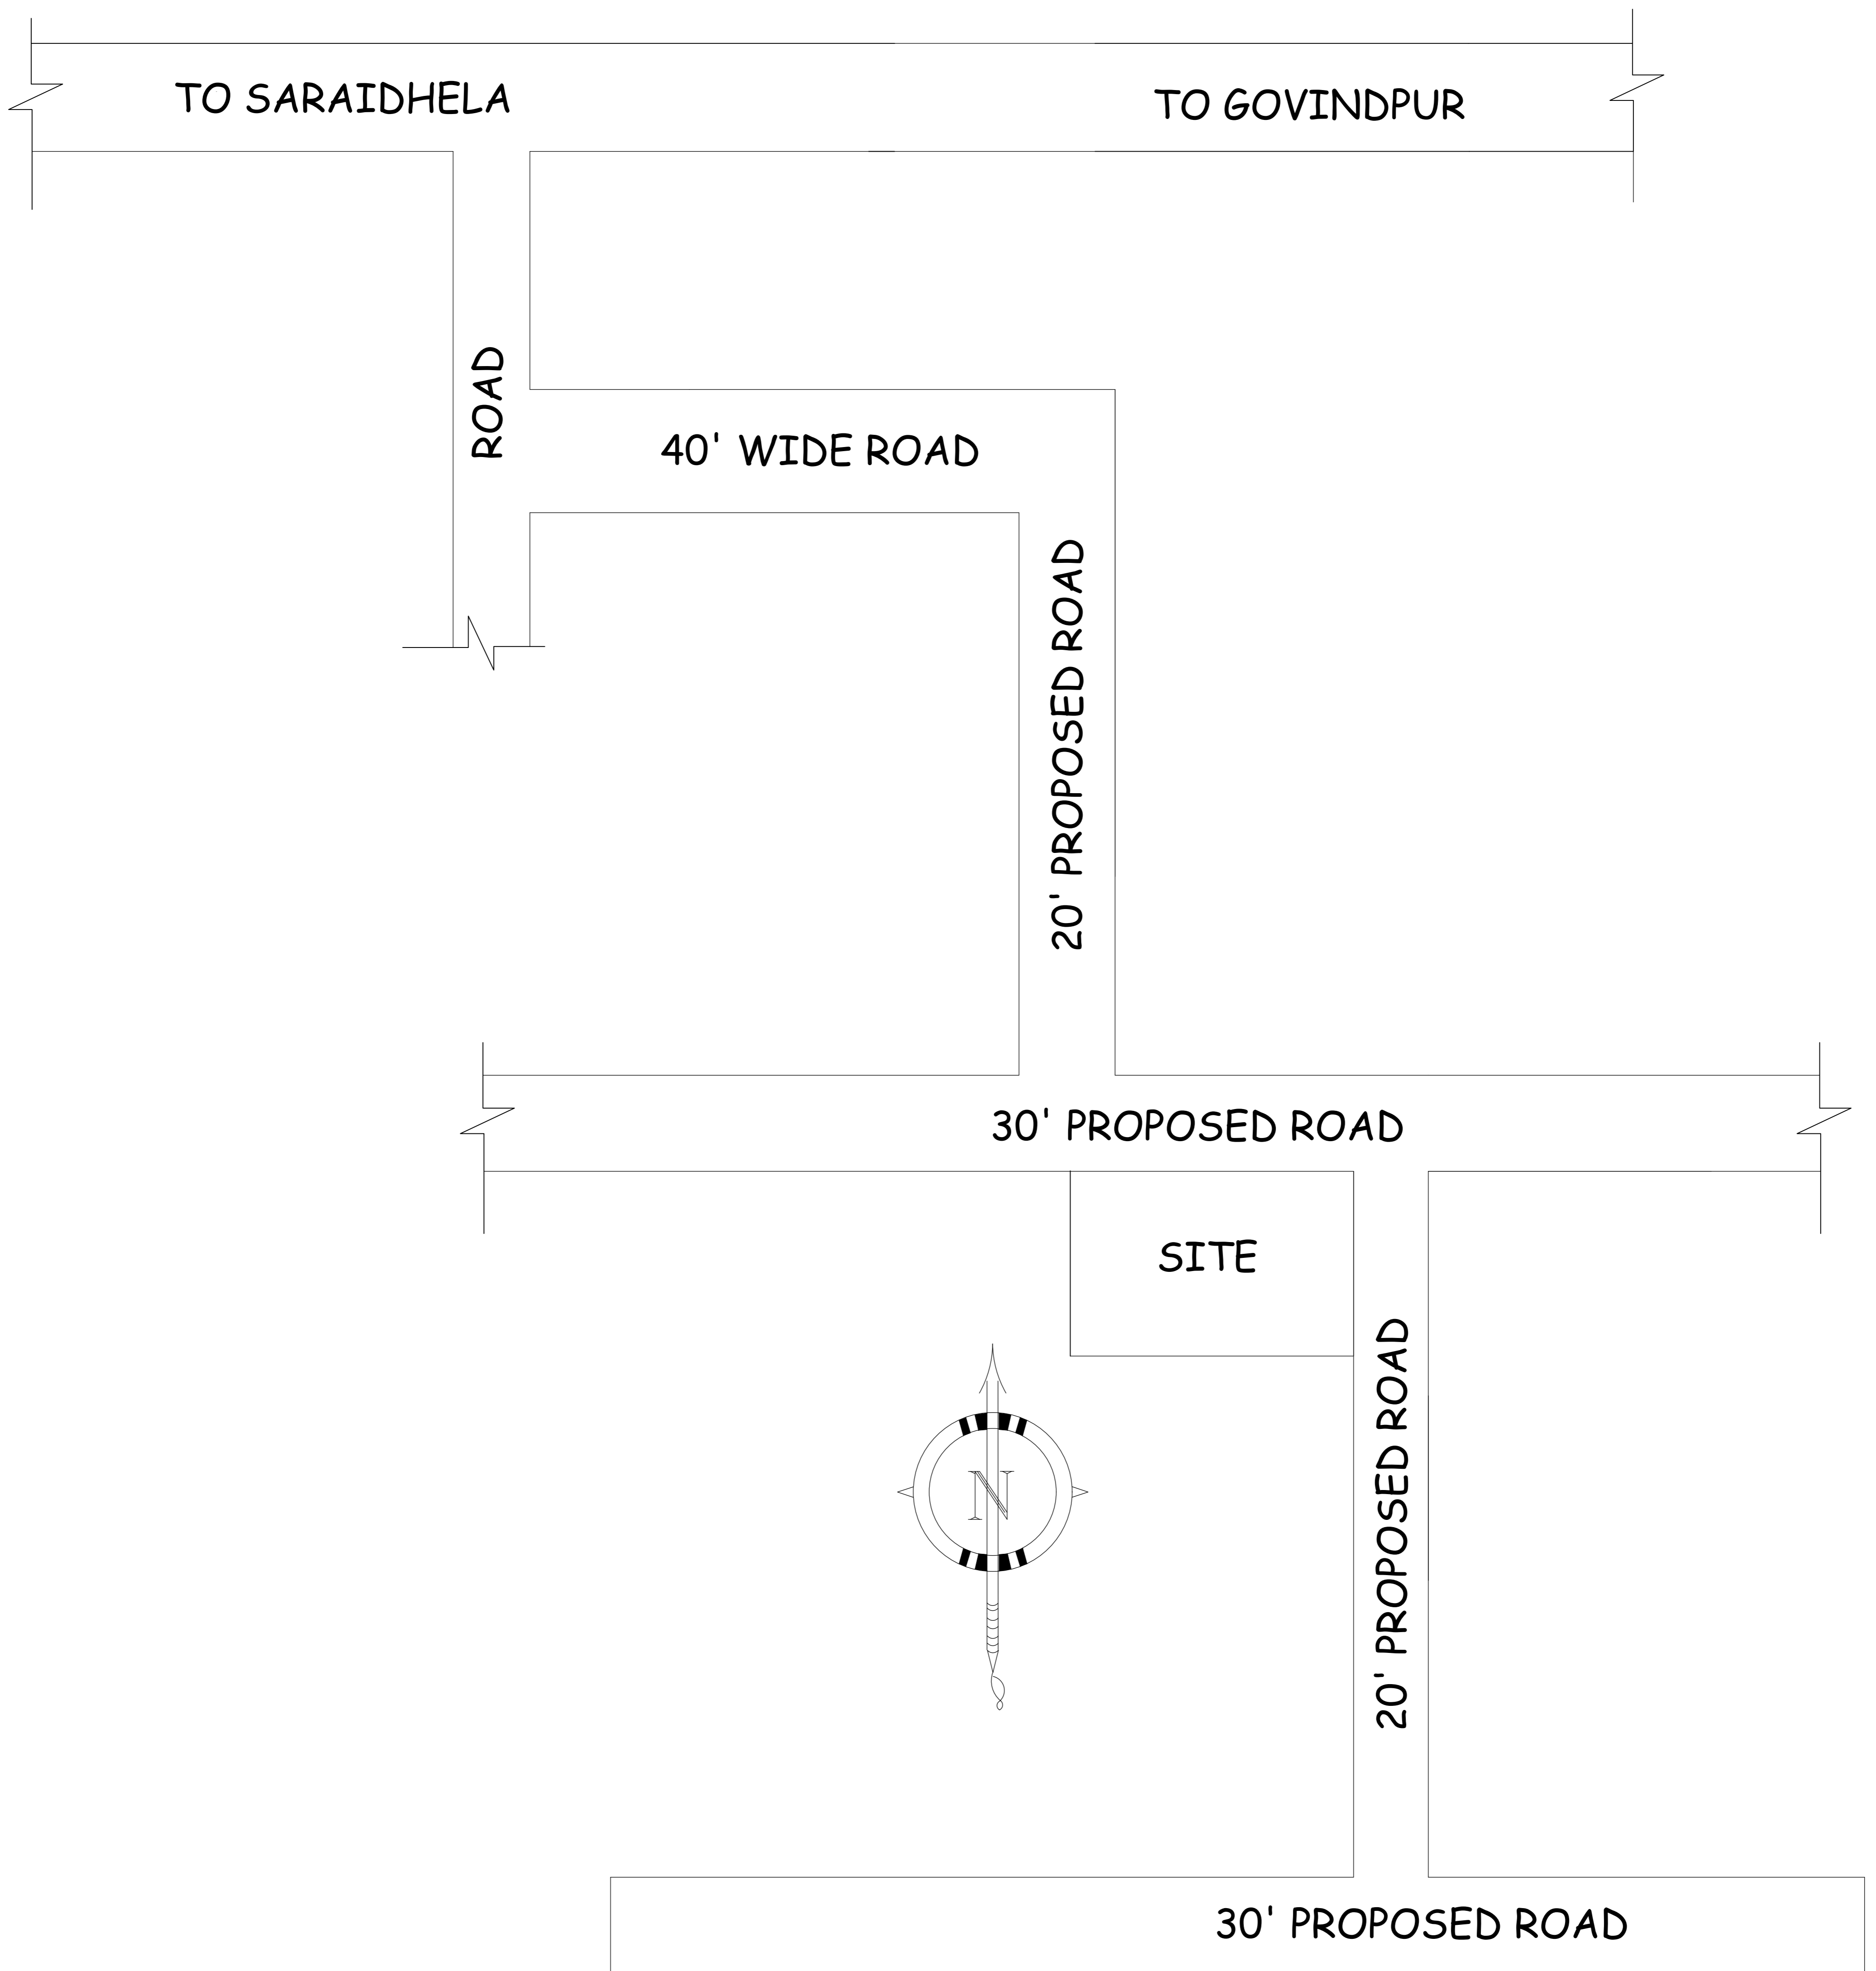 TO SARAIDHELA
TO GOVINDPUR
ROAD
40' WIDE ROAD
20' PROPOSED ROAD
30' PROPOSED ROAD
SITE
20' PROPOSED ROAD
N
30' PROPOSED ROAD